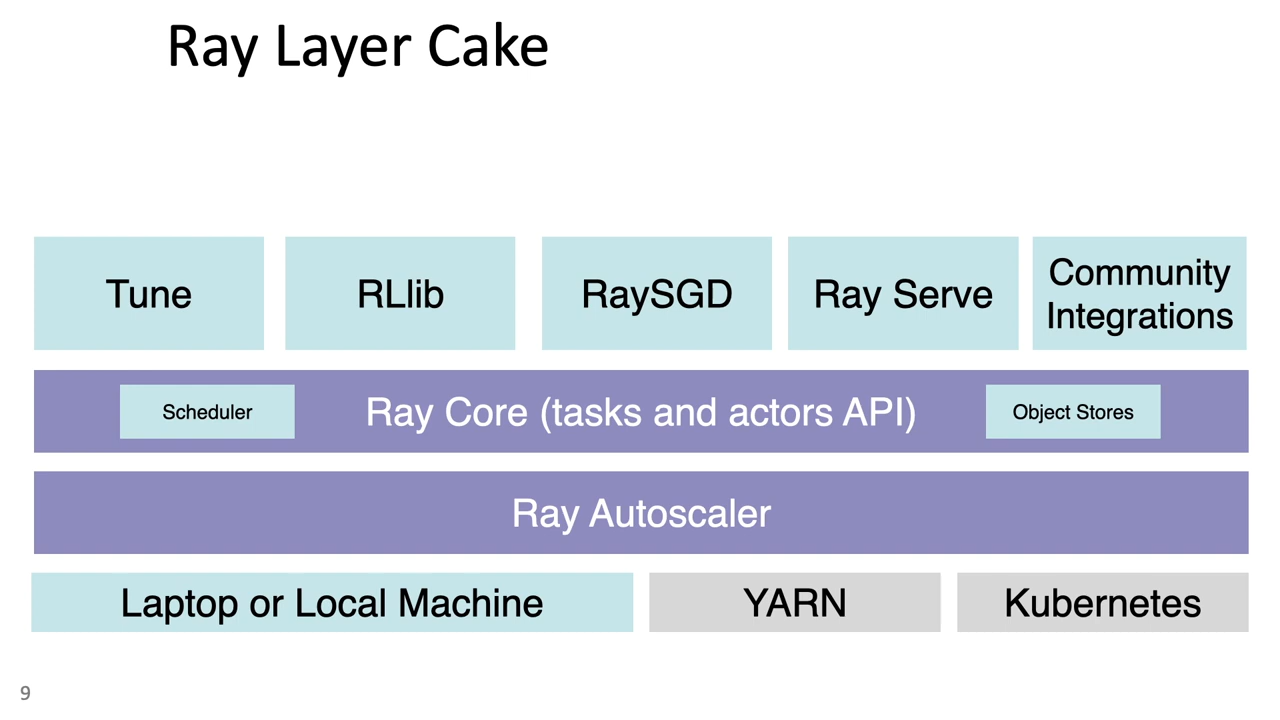 Ray Layer Cake
Tune
RLlib
RaySGD
Ray Serve
Community
Integrations
Scheduler
Ray Core (tasks and actors API)
Object Stores
Ray Autoscaler
Laptop or Local Machine
YARN
Kubernetes
9